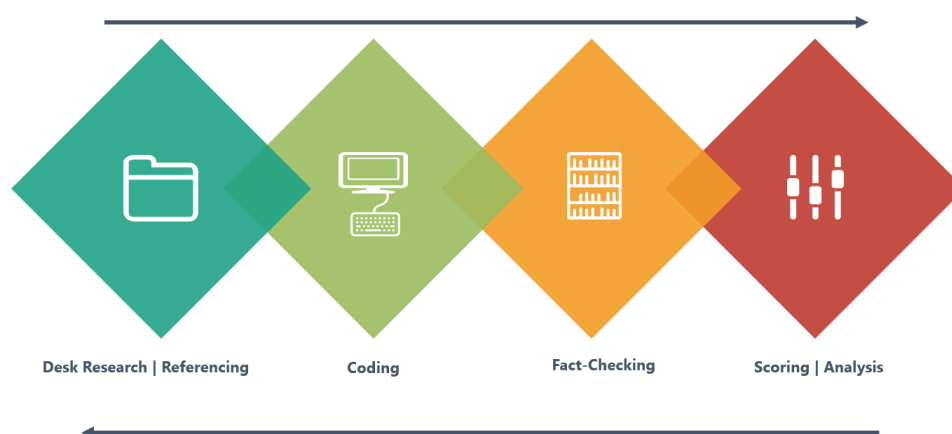 Desk Research | Referencing
Coding
Fact-Checking
Scoring | Analysis